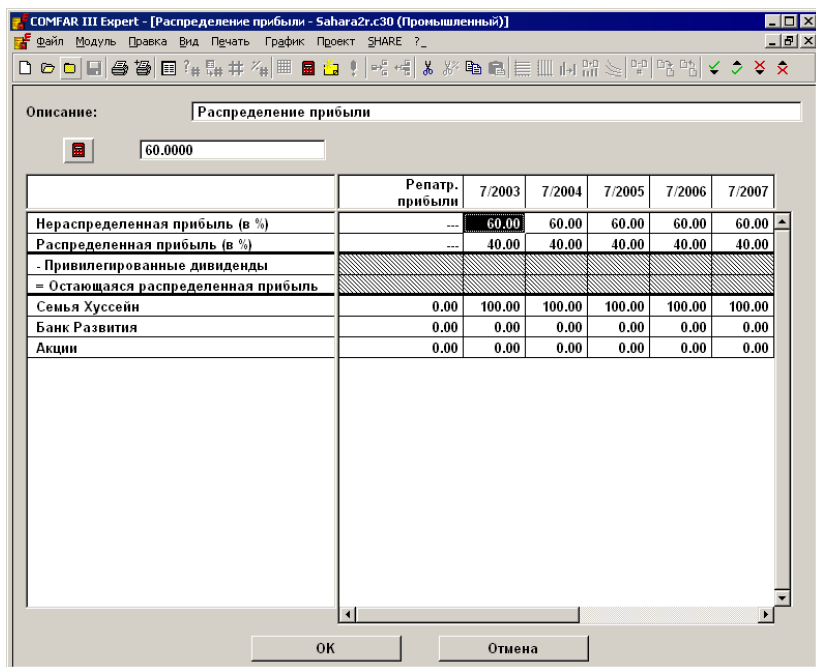 COMFAR III Expert - [Распределение прибыли - Sahara2r.c30 (Промышленный)]
Файл Модуль Правка Вид Печать График Проект SHARE ?_
Описание: Распределение прибыли
60.0000
Репатр. прибыли 7/2003 7/2004 7/2005 7/2006 7/2007
Нераспределенная прибыль (в %) --- 60.00 60.00 60.00 60.00 60.00
Распределенная прибыль (в %) --- 40.00 40.00 40.00 40.00 40.00
- Привилегированные дивиденды
= Остающаяся распределенная прибыль
Семья Хуссейн 0.00 100.00 100.00 100.00 100.00 100.00
Банк Развития 0.00 0.00 0.00 0.00 0.00 0.00
Акции 0.00 0.00 0.00 0.00 0.00 0.00
OK Отмена